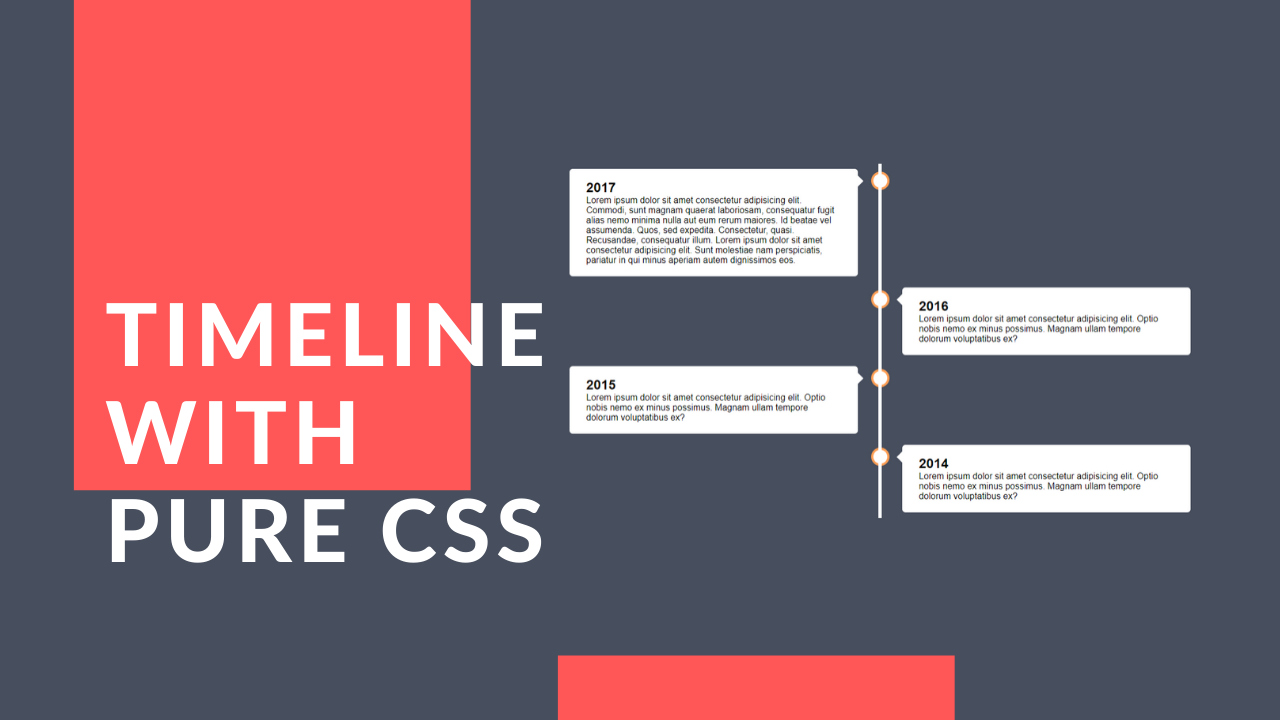 TIMELINE
WITH
PURE CSS
2017
Lorem ipsum dolor sit amet consectetur adipisicing elit.
Commodi, sunt magnam quaerat laboriosam, consequatur fugit
alias nemo minima nulla aut eum rerum maiores. Id beatae vel
assumenda. Quos, sed expedita. Consectetur, quasi.
Recusandae, consequatur illum. Lorem ipsum dolor sit amet
consectetur adipisicing elit. Sunt molestiae nam perspiciatis,
pariatur in qui minus aperiam autem dignissimos eos.
2016
Lorem ipsum dolor sit amet consectetur adipisicing elit. Optio
nobis nemo ex minus possimus. Magnam ullam tempore
dolorum voluptatibus ex?
2015
Lorem ipsum dolor sit amet consectetur adipisicing elit. Optio
nobis nemo ex minus possimus. Magnam ullam tempore
dolorum voluptatibus ex?
2014
Lorem ipsum dolor sit amet consectetur adipisicing elit. Optio
nobis nemo ex minus possimus. Magnam ullam tempore
dolorum voluptatibus ex?